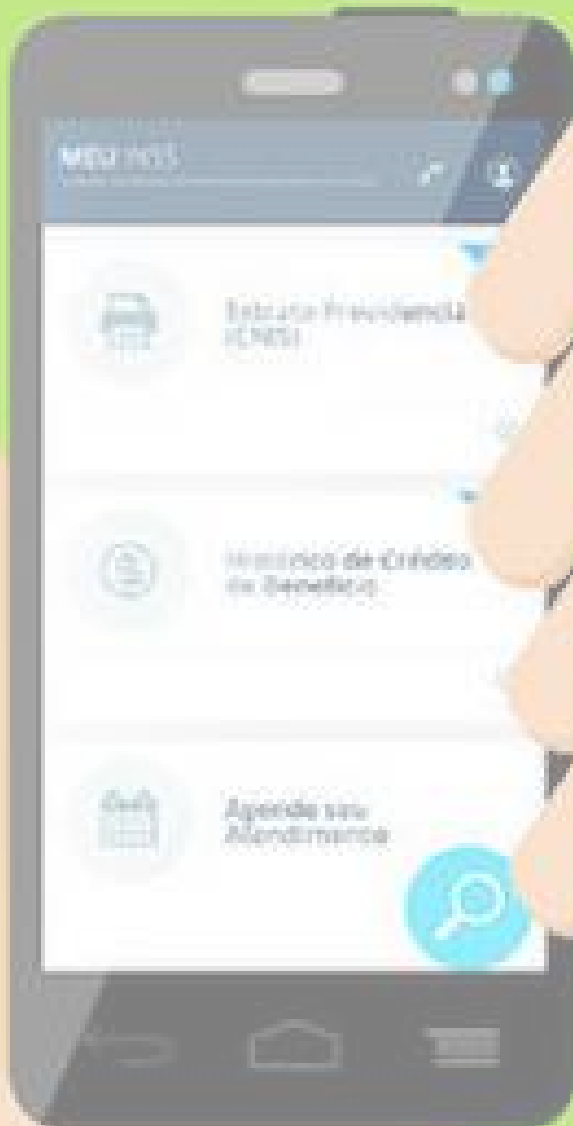 MEU INSS
Extrato Previdenciá
(CNIS)
Histórico de Crédito
de Benefício
Agende seu
Atendimento